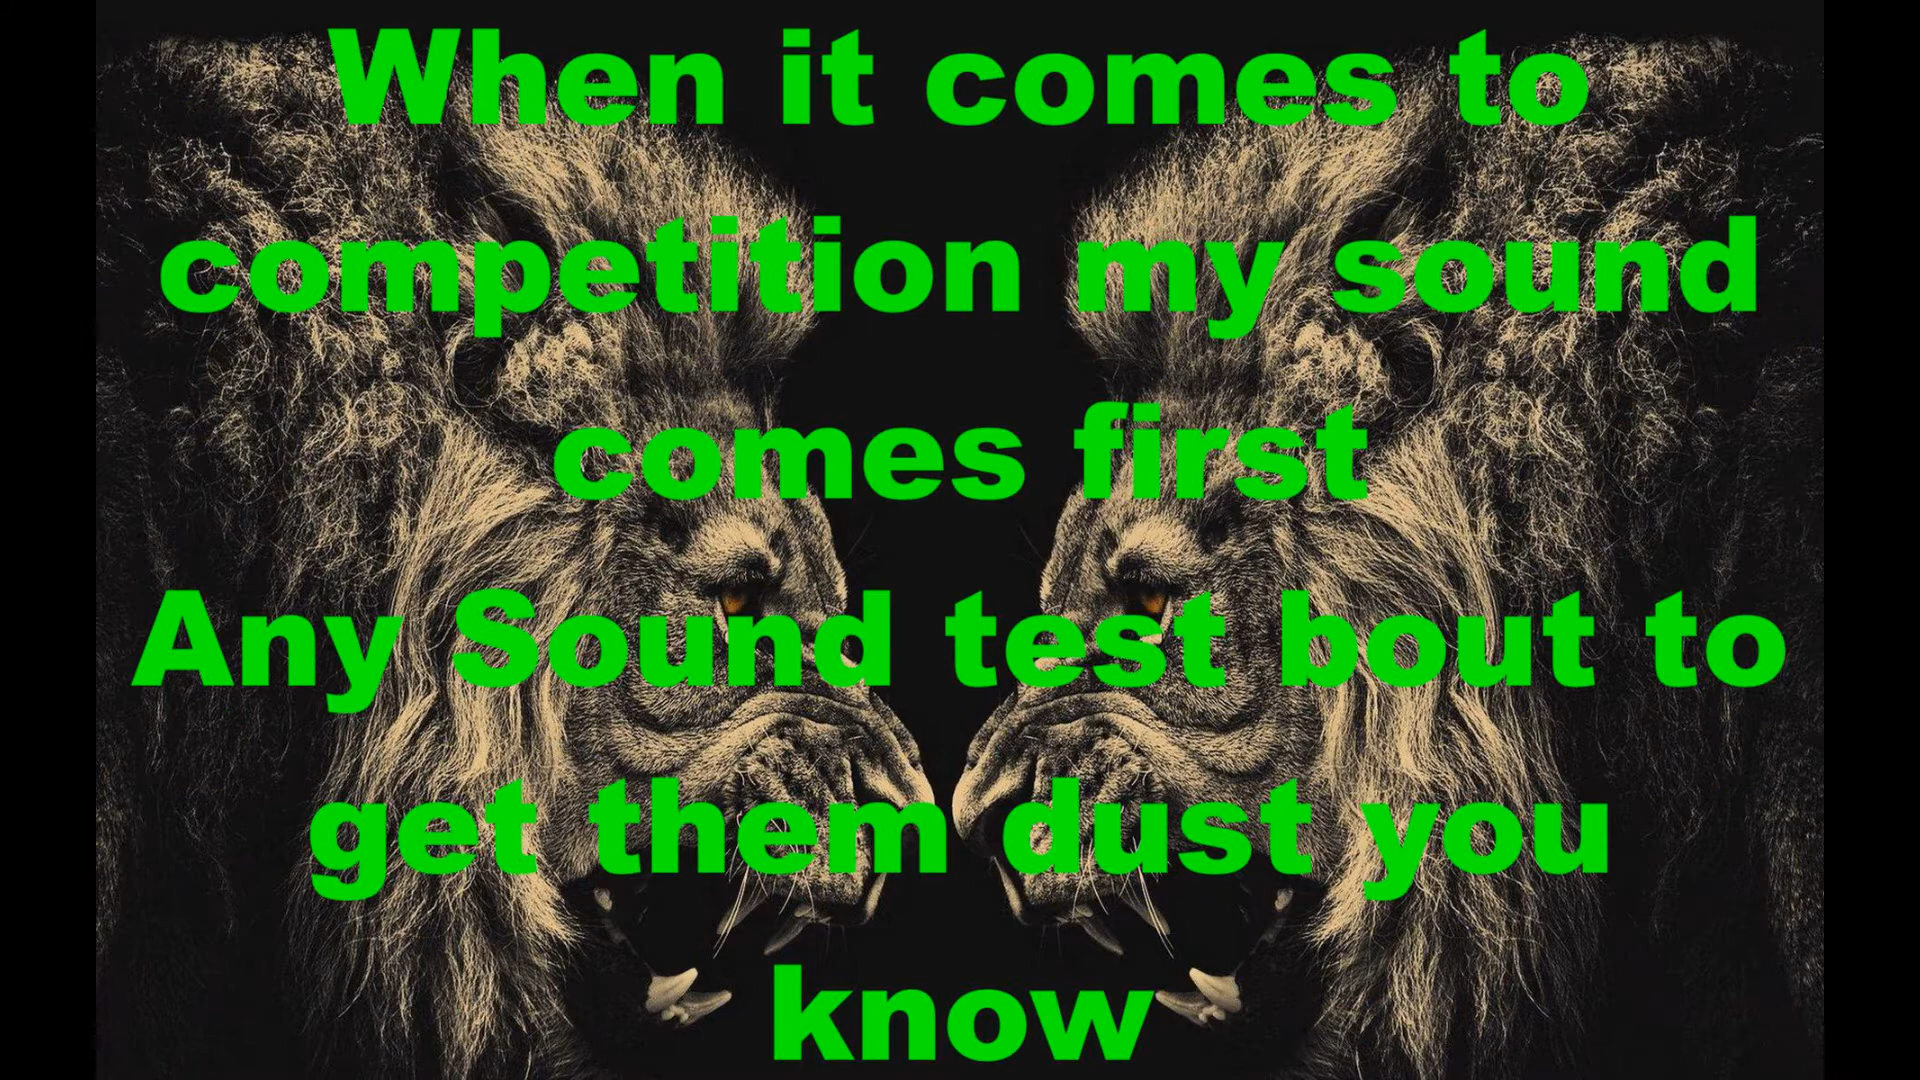 When it comes to
competition my sound
comes first
Any Sound test bout to
get them dust you
know